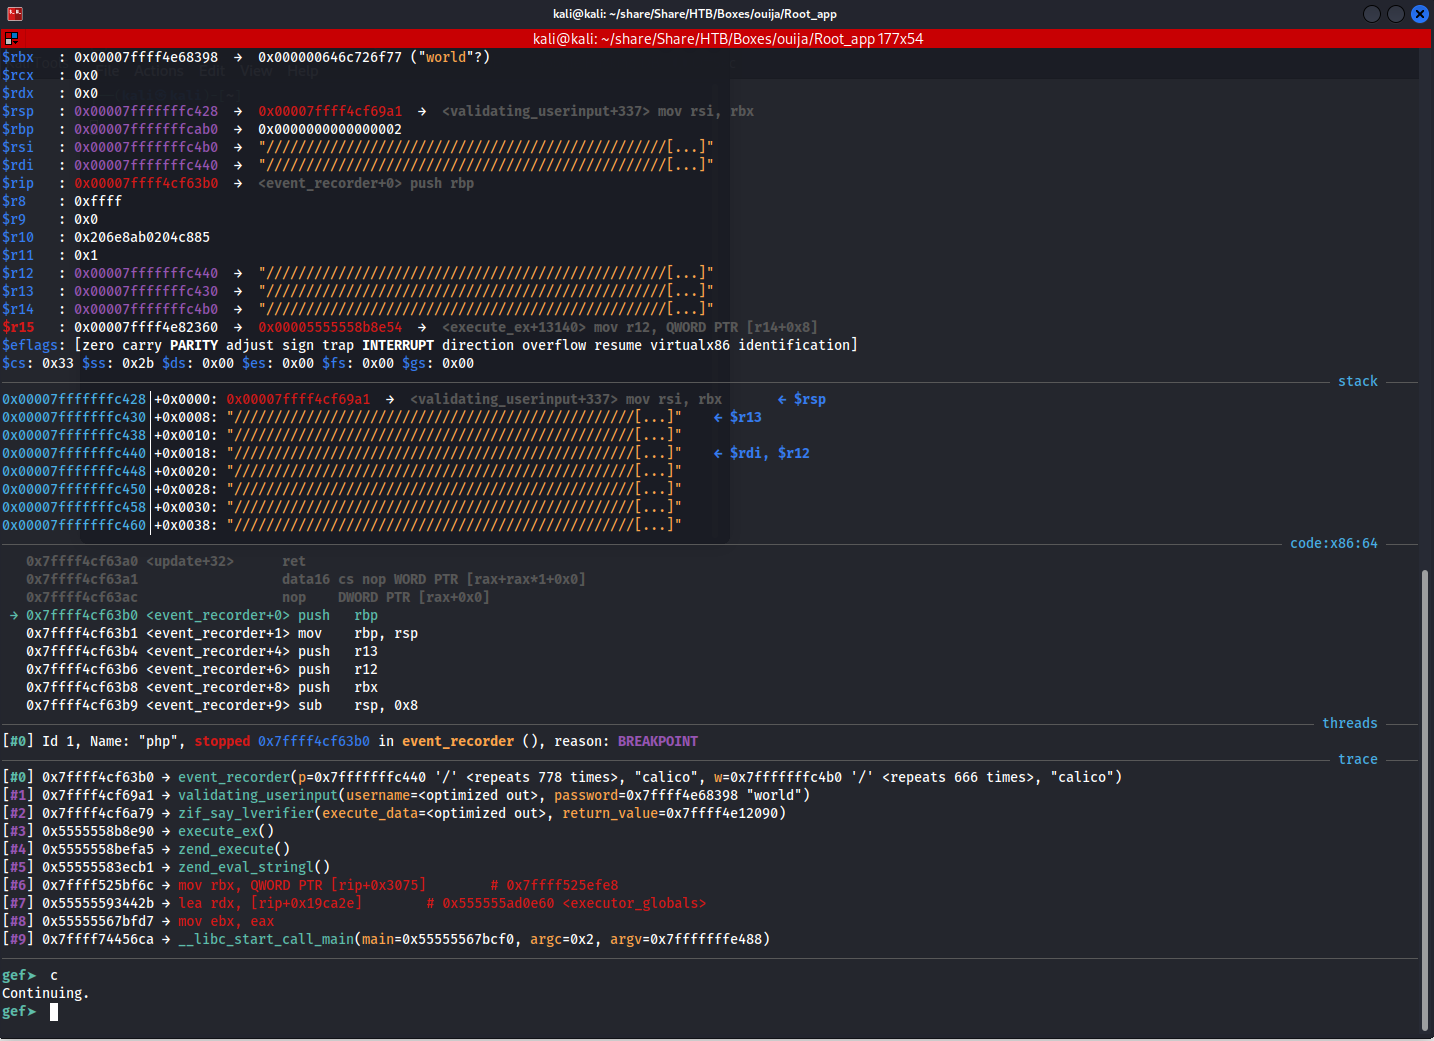 kali@kali: ~/share/Share/HTB/Boxes/ouija/Root_app
kali@kali: ~/share/Share/HTB/Boxes/ouija/Root_app 177x54
$rbx   : 0x00007ffff4e68398  →  0x000000646c726f77 ("world"?)
Actions Edit View Help
$rcx   : 0x0
$rdx   : 0x0
$rsp   : 0x00007fffffffc428  →  0x00007ffff4cf69a1  →  <validating_userinput+337> mov rsi, rbx
$rbp   : 0x00007fffffffcab0  →  0x0000000000000002
$rsi   : 0x00007fffffffc4b0  →  "//////////////////////////////////////////////////[...]"
$rdi   : 0x00007fffffffc440  →  "//////////////////////////////////////////////////[...]"
$rip   : 0x00007ffff4cf63b0  →  <event_recorder+0> push rbp
$r8    : 0xffff
$r9    : 0x0
$r10   : 0x206e8ab0204c885
$r11   : 0x1
$r12   : 0x00007fffffffc440  →  "//////////////////////////////////////////////////[...]"
$r13   : 0x00007fffffffc430  →  "//////////////////////////////////////////////////[...]"
$r14   : 0x00007fffffffc4b0  →  "//////////////////////////////////////////////////[...]"
$r15   : 0x00007ffff4e82360  →  0x00005555558b8e54  →  <execute_ex+13140> mov r12, QWORD PTR [r14+0x8]
$eflags: [zero carry PARITY adjust sign trap INTERRUPT direction overflow resume virtualx86 identification]
$cs: 0x33 $ss: 0x2b $ds: 0x00 $es: 0x00 $fs: 0x00 $gs: 0x00
stack
0x00007fffffffc428│+0x0000: 0x00007ffff4cf69a1  →  <validating_userinput+337> mov rsi, rbx       ← $rsp
0x00007fffffffc430│+0x0008: "//////////////////////////////////////////////////[...]"    ← $r13
0x00007fffffffc438│+0x0010: "//////////////////////////////////////////////////[...]"
0x00007fffffffc440│+0x0018: "//////////////////////////////////////////////////[...]"    ← $rdi, $r12
0x00007fffffffc448│+0x0020: "//////////////////////////////////////////////////[...]"
0x00007fffffffc450│+0x0028: "//////////////////////////////////////////////////[...]"
0x00007fffffffc458│+0x0030: "//////////////////////////////////////////////////[...]"
0x00007fffffffc460│+0x0038: "//////////////////////////////////////////////////[...]"
code:x86:64
0x7ffff4cf63a0 <update+32>      ret
0x7ffff4cf63a1                  data16 cs nop WORD PTR [rax+rax*1+0x0]
0x7ffff4cf63ac                  nop    DWORD PTR [rax+0x0]
→ 0x7ffff4cf63b0 <event_recorder+0> push   rbp
0x7ffff4cf63b1 <event_recorder+1> mov    rbp, rsp
0x7ffff4cf63b4 <event_recorder+4> push   r13
0x7ffff4cf63b6 <event_recorder+6> push   r12
0x7ffff4cf63b8 <event_recorder+8> push   rbx
0x7ffff4cf63b9 <event_recorder+9> sub    rsp, 0x8
threads
[#0] Id 1, Name: "php", stopped 0x7ffff4cf63b0 in event_recorder (), reason: BREAKPOINT
trace
[#0] 0x7ffff4cf63b0 → event_recorder(p=0x7fffffffc440 '/' <repeats 778 times>, "calico", w=0x7fffffffc4b0 '/' <repeats 666 times>, "calico")
[#1] 0x7ffff4cf69a1 → validating_userinput(username=<optimized out>, password=0x7ffff4e68398 "world")
[#2] 0x7ffff4cf6a79 → zif_say_lverifier(execute_data=<optimized out>, return_value=0x7ffff4e12090)
[#3] 0x5555558b8e90 → execute_ex()
[#4] 0x5555558befa5 → zend_execute()
[#5] 0x55555583ecb1 → zend_eval_stringl()
[#6] 0x7ffff525bf6c → mov rbx, QWORD PTR [rip+0x3075]        # 0x7ffff525efe8
[#7] 0x55555593442b → lea rdx, [rip+0x19ca2e]        # 0x555555ad0e60 <executor_globals>
[#8] 0x55555567bfd7 → mov ebx, eax
[#9] 0x7ffff74456ca → __libc_start_call_main(main=0x55555567bcf0, argc=0x2, argv=0x7fffffffe488)
gef➤  c
Continuing.
gef➤